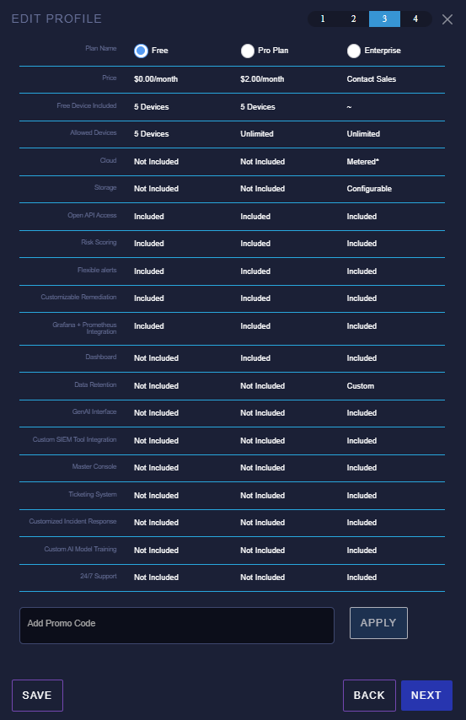 EDIT PROFILE 1 2 3 4
Plan Name Free Pro Plan Enterprise
Price $0.00/month $2.00/month Contact Sales
Free Device Included 5 Devices 5 Devices ~
Allowed Devices 5 Devices Unlimited Unlimited
Cloud Not Included Not Included Metered*
Storage Not Included Not Included Configurable
Open API Access Included Included Included
Risk Scoring Included Included Included
Flexible alerts Included Included Included
Customizable Remediation Included Included Included
Grafana + Prometheus
Integration Included Included Included
Dashboard Not Included Included Included
Data Retention Not Included Not Included Custom
GenAI Interface Not Included Not Included Included
Custom SIEM Tool Integration Not Included Not Included Included
Master Console Not Included Not Included Included
Ticketing System Not Included Not Included Included
Customized Incident Response Not Included Not Included Included
Custom AI Model Training Not Included Not Included Included
24/7 Support Not Included Not Included Included
Add Promo Code APPLY
SAVE BACK NEXT